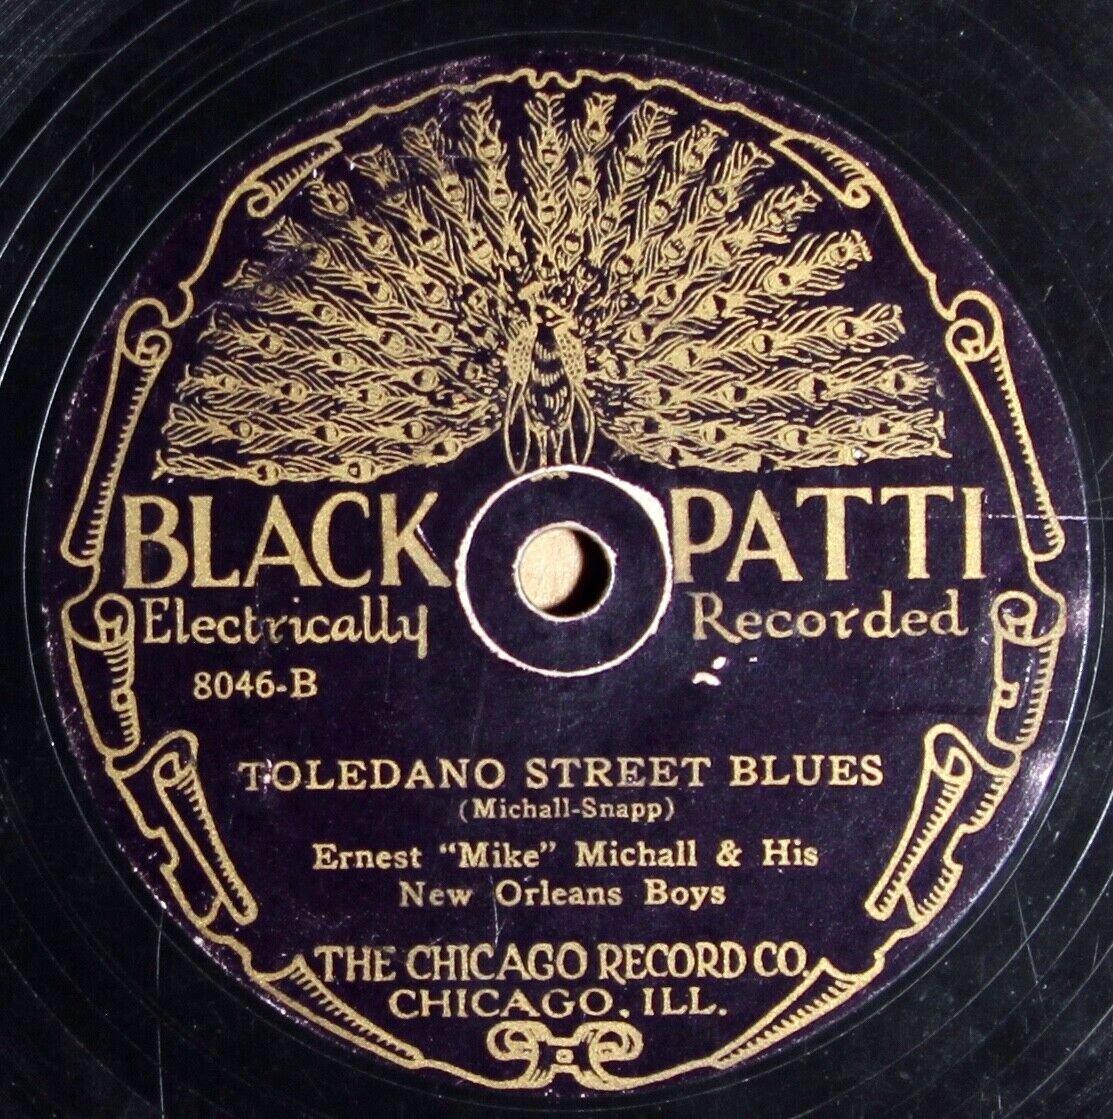 BLACK PATTI
Electrically Recorded
8046-B
TOLEDANO STREET BLUES
(Michall-Snapp)
Ernest "Mike" Michall & His
New Orleans Boys
THE CHICAGO RECORD CO.
CHICAGO, ILL.